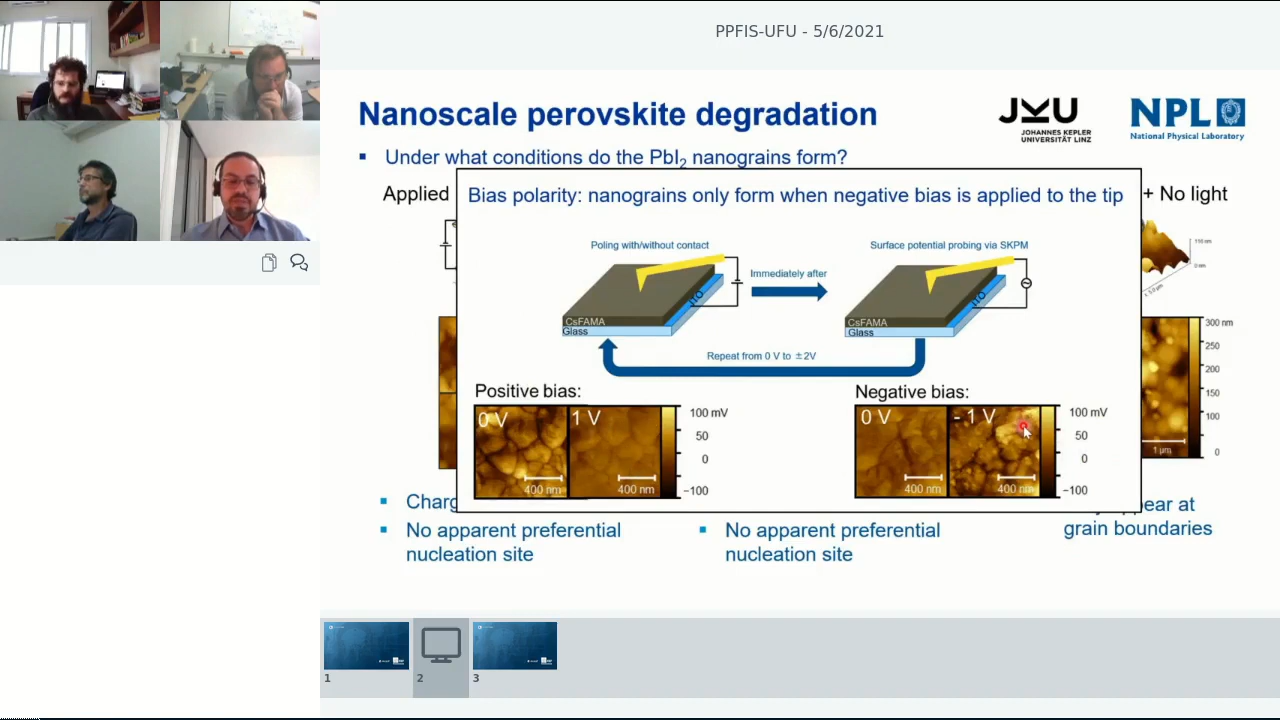 PPFIS-UFU - 5/6/2021
Nanoscale perovskite degradation
JKU
JOHANNES KEPLER
UNIVERSITÄT LINZ
NPL
National Physical Laboratory
▪ Under what conditions do the PbI2 nanograins form?
Applied
+ No light
Bias polarity: nanograins only form when negative bias is applied to the tip
Poling with/without contact
Surface potential probing via SKPM
Immediately after
ITO
CsFAMA
Glass
ITO
CsFAMA
Glass
Repeat from 0 V to ±2V
Positive bias:
Negative bias:
0 V
1 V
100 mV
50
0
−100
400 nm
400 nm
0 V
- 1 V
100 mV
50
0
−100
400 nm
400 nm
300 nm
250
200
150
100
0
1 µm
▪ Charg
▪ No apparent preferential
nucleation site
▪ No apparent preferential
nucleation site
ear at
grain boundaries
1
2
3